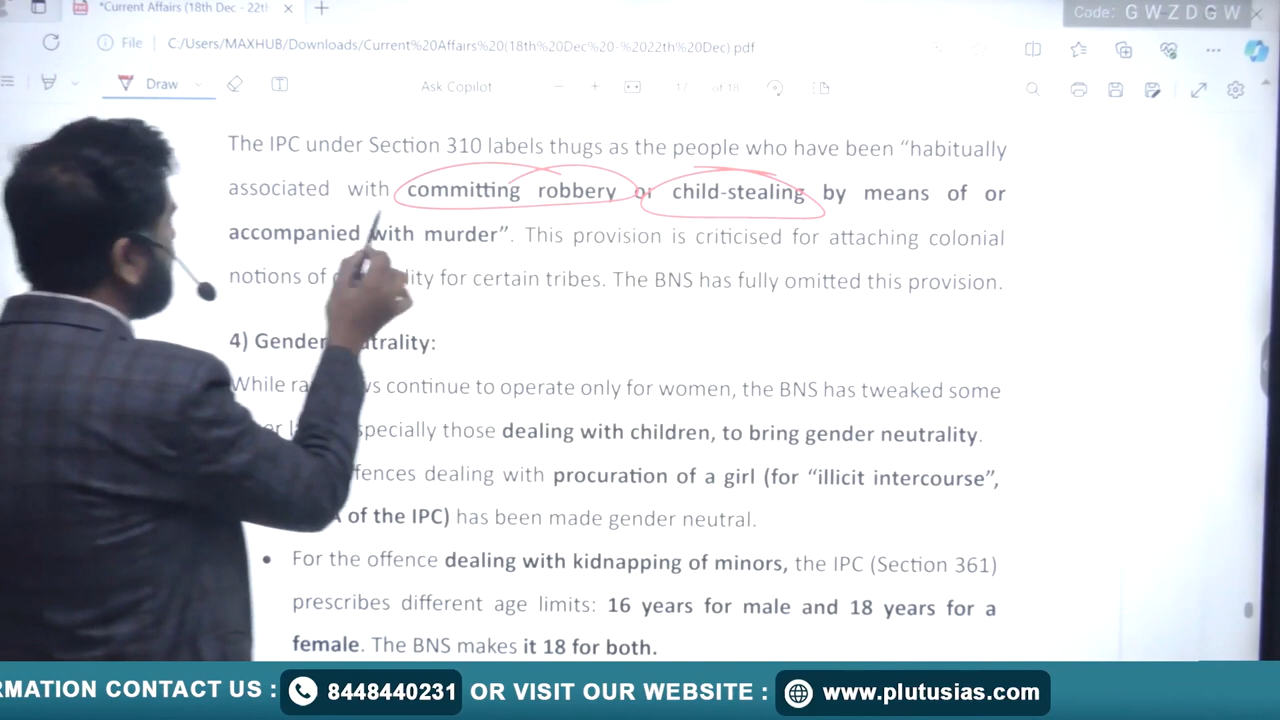 *Current Affairs (18th Dec - 22th
Code: G W Z D G W
File C:/Users/MAXHUB/Downloads/Current%20Affairs%20(18th%20Dec%20-%2022th%20Dec).pdf
Draw Ask Copilot 17 of 18
The IPC under Section 310 labels thugs as the people who have been “habitually
associated with committing robbery or child-stealing by means of or
accompanied with murder”. This provision is criticised for attaching colonial
notions of lity for certain tribes. The BNS has fully omitted this provision.
4) Gender utrality:
While ra ws continue to operate only for women, the BNS has tweaked some
er l specially those dealing with children, to bring gender neutrality.
fences dealing with procuration of a girl (for “illicit intercourse”,
A of the IPC) has been made gender neutral.
• For the offence dealing with kidnapping of minors, the IPC (Section 361)
prescribes different age limits: 16 years for male and 18 years for a
female. The BNS makes it 18 for both.
RMATION CONTACT US : 8448440231 OR VISIT OUR WEBSITE : www.plutusias.com